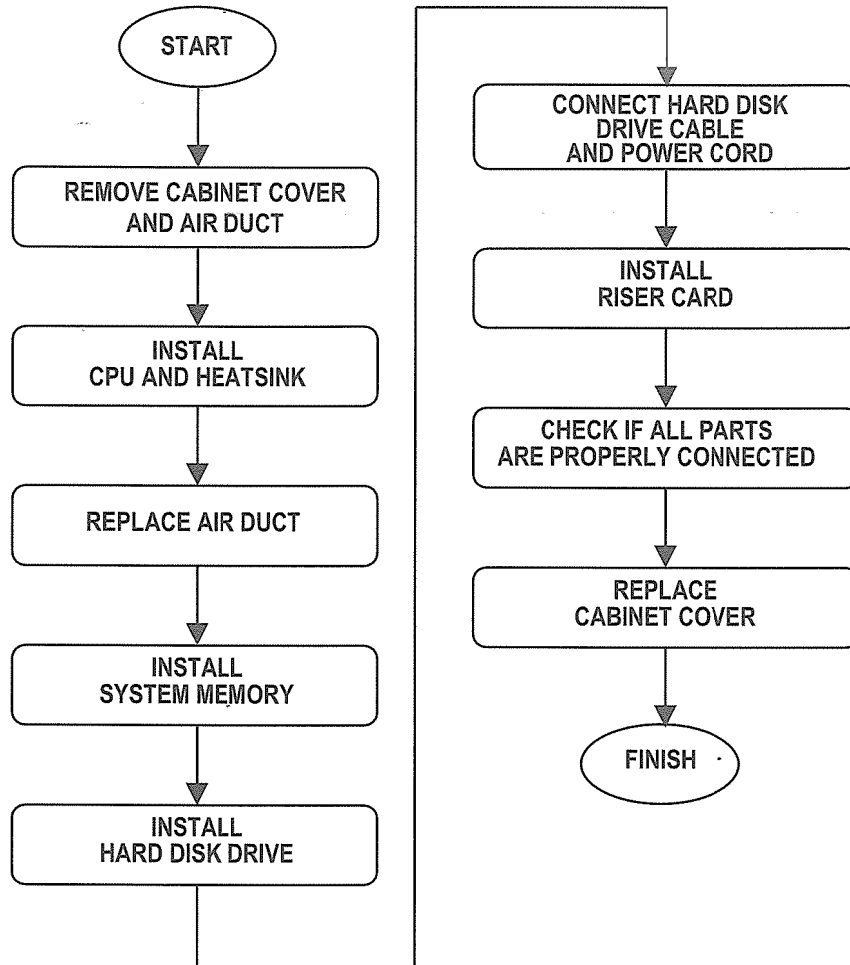 START
REMOVE CABINET COVER
AND AIR DUCT
INSTALL
CPU AND HEATSINK
REPLACE AIR DUCT
INSTALL
SYSTEM MEMORY
INSTALL
HARD DISK DRIVE
CONNECT HARD DISK
DRIVE CABLE
AND POWER CORD
INSTALL
RISER CARD
CHECK IF ALL PARTS
ARE PROPERLY CONNECTED
REPLACE
CABINET COVER
FINISH